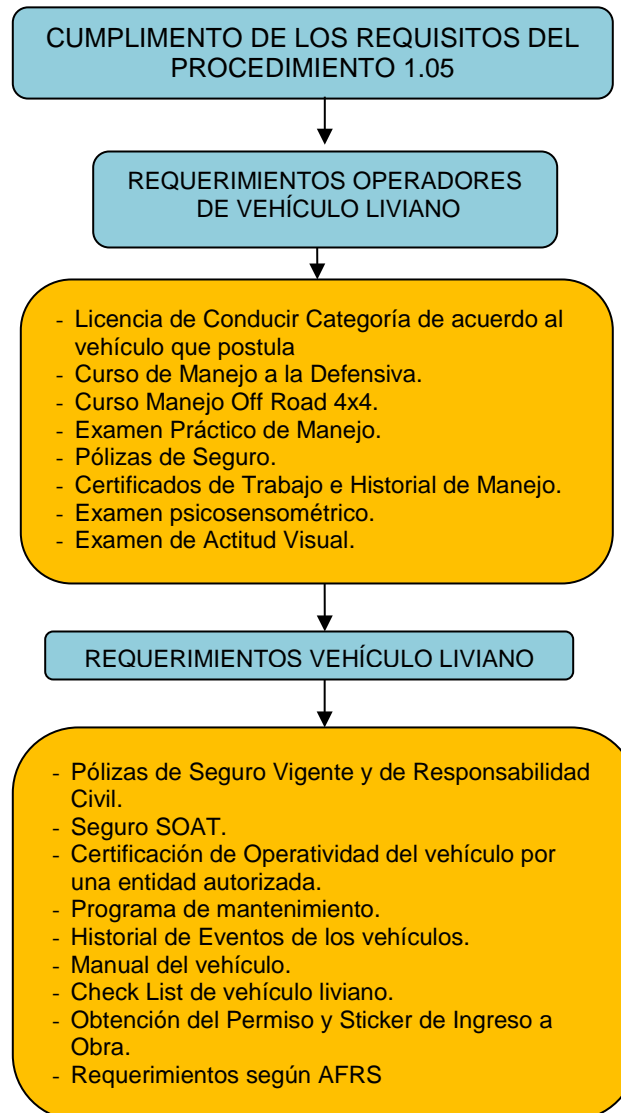 CUMPLIMENTO DE LOS REQUISITOS DEL
PROCEDIMIENTO 1.05
REQUERIMIENTOS OPERADORES
DE VEHÍCULO LIVIANO
- Licencia de Conducir Categoría de acuerdo al
vehículo que postula
- Curso de Manejo a la Defensiva.
- Curso Manejo Off Road 4x4.
- Examen Práctico de Manejo.
- Pólizas de Seguro.
- Certificados de Trabajo e Historial de Manejo.
- Examen psicosensométrico.
- Examen de Actitud Visual.
REQUERIMIENTOS VEHÍCULO LIVIANO
- Pólizas de Seguro Vigente y de Responsabilidad
Civil.
- Seguro SOAT.
- Certificación de Operatividad del vehículo por
una entidad autorizada.
- Programa de mantenimiento.
- Historial de Eventos de los vehículos.
- Manual del vehículo.
- Check List de vehículo liviano.
- Obtención del Permiso y Sticker de Ingreso a
Obra.
- Requerimientos según AFRS